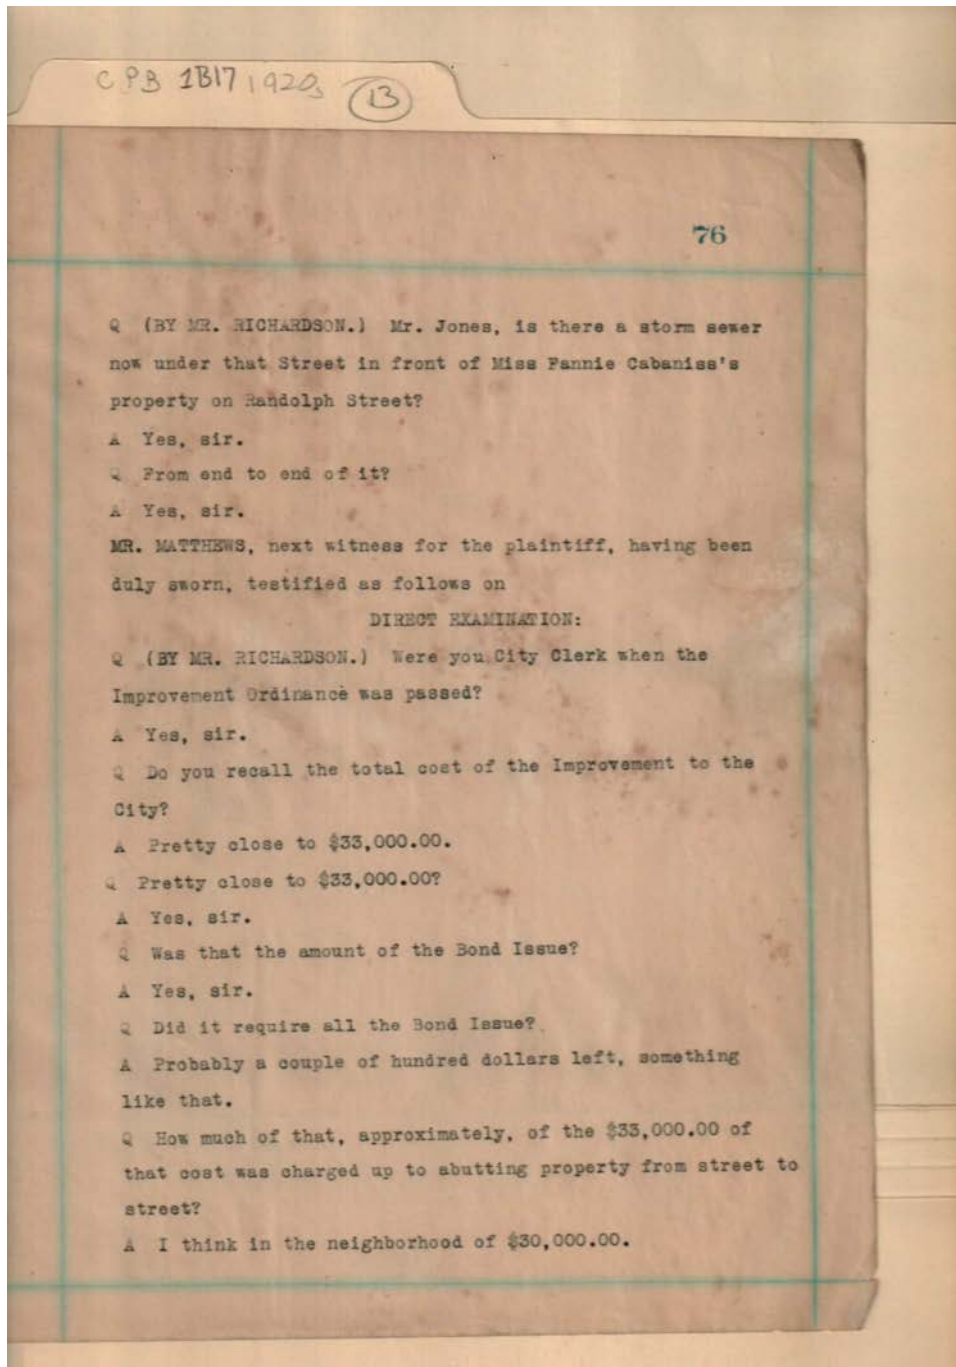 CPB 1B17 1920s 13
76
Q (BY MR. RICHARDSON.) Mr. Jones, is there a storm sewer
now under that Street in front of Miss Fannie Cabaniss's
property on Randolph Street?
A Yes, sir.
Q From end to end of it?
A Yes, sir.
MR. MATTHEWS, next witness for the plaintiff, having been
duly sworn, testified as follows on
DIRECT EXAMINATION:
Q (BY MR. RICHARDSON.) Were you City Clerk when the
Improvement Ordinance was passed?
A Yes, sir.
Q Do you recall the total cost of the Improvement to the
City?
A Pretty close to $33,000.00.
Q Pretty close to $33,000.00?
A Yes, sir.
Q Was that the amount of the Bond Issue?
A Yes, sir.
Q Did it require all the Bond Issue?
A Probably a couple of hundred dollars left, something
like that.
Q How much of that, approximately, of the $33,000.00 of
that cost was charged up to abutting property from street to
street?
A I think in the neighborhood of $30,000.00.